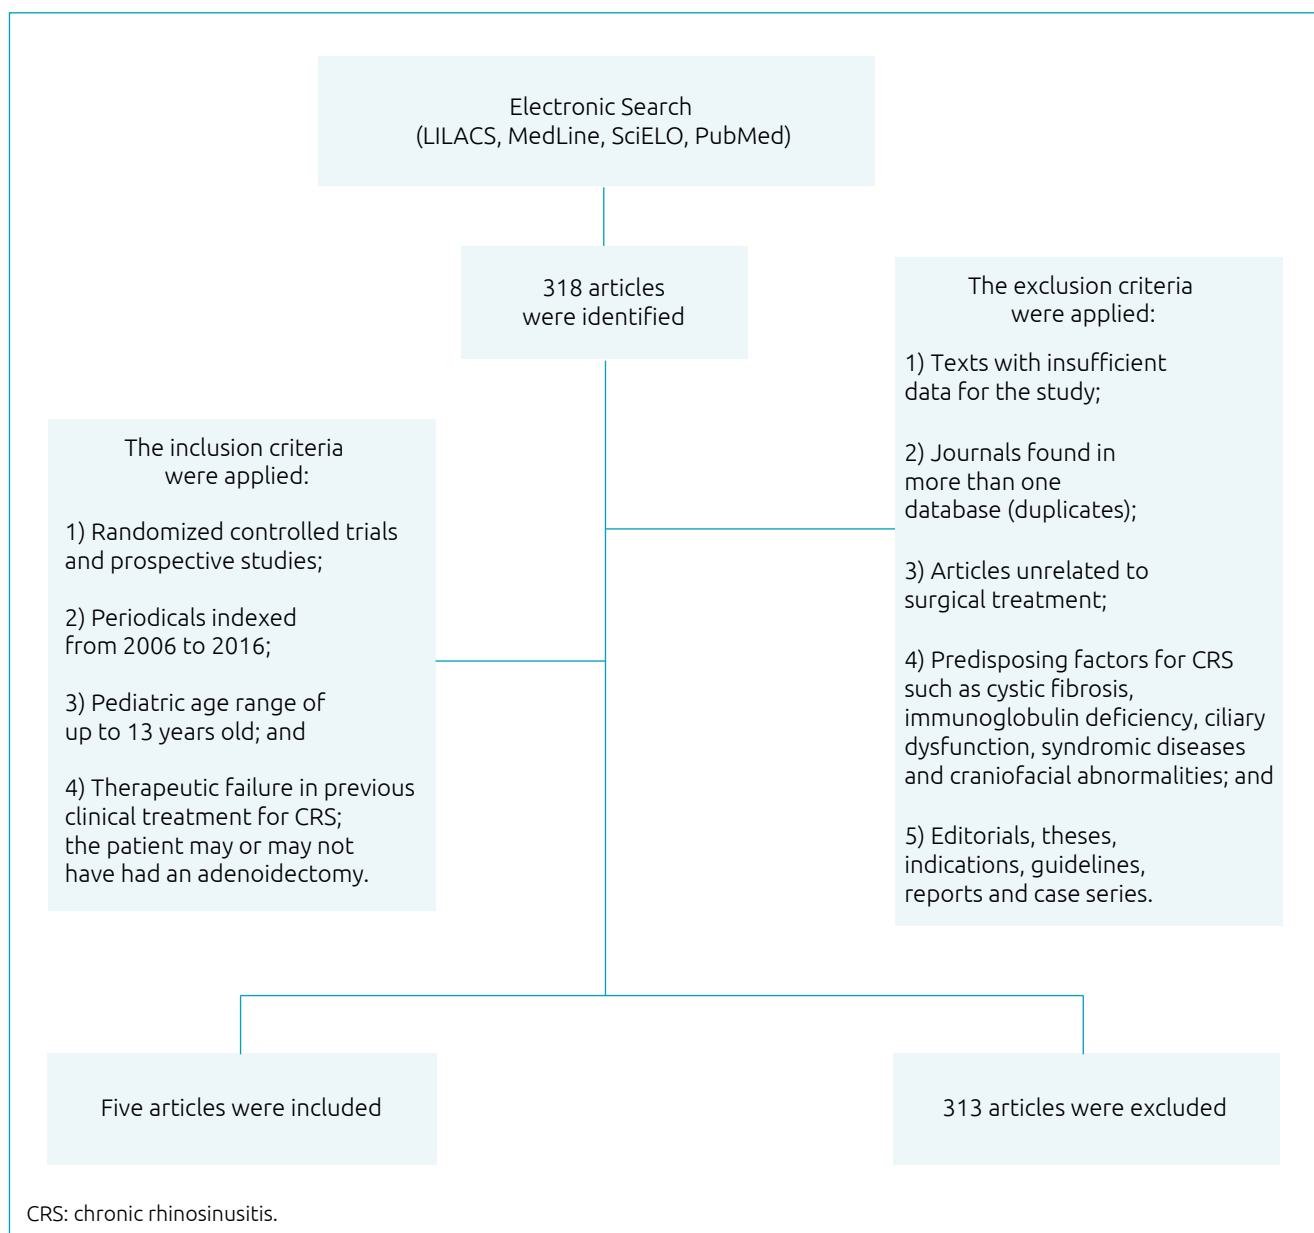 Electronic Search
(LILACS, MedLine, SciELO, PubMed)
318 articles
were identified
The exclusion criteria
were applied:
1) Texts with insufficient
data for the study;
2) Journals found in
more than one
database (duplicates);
3) Articles unrelated to
surgical treatment;
4) Predisposing factors for CRS
such as cystic fibrosis,
immunoglobulin deficiency, ciliary
dysfunction, syndromic diseases
and craniofacial abnormalities; and
5) Editorials, theses,
indications, guidelines,
reports and case series.
The inclusion criteria
were applied:
1) Randomized controlled trials
and prospective studies;
2) Periodicals indexed
from 2006 to 2016;
3) Pediatric age range of
up to 13 years old; and
4) Therapeutic failure in previous
clinical treatment for CRS;
the patient may or may not
have had an adenoidectomy.
Five articles were included
313 articles were excluded
CRS: chronic rhinosinusitis.